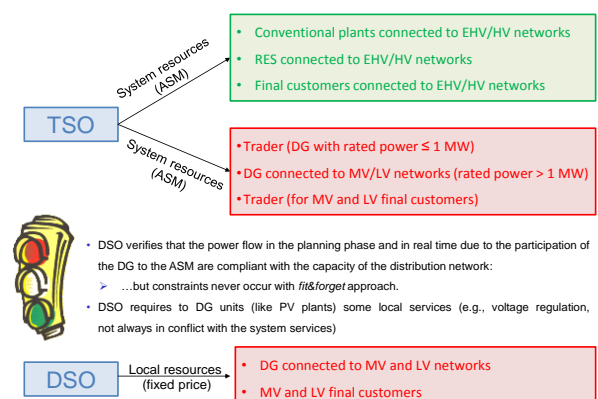 System resources
(ASM)
• Conventional plants connected to EHV/HV networks
• RES connected to EHV/HV networks
• Final customers connected to EHV/HV networks
TSO
System resources
(ASM)
•Trader (DG with rated power ≤ 1 MW)
•DG connected to MV/LV networks (rated power > 1 MW)
•Trader (for MV and LV final customers)
• DSO verifies that the power flow in the planning phase and in real time due to the participation of
the DG to the ASM are compliant with the capacity of the distribution network:
➢ …but constraints never occur with fit&forget approach.
• DSO requires to DG units (like PV plants) some local services (e.g., voltage regulation,
not always in conflict with the system services)
DSO
Local resources
(fixed price)
• DG connected to MV and LV networks
• MV and LV final customers